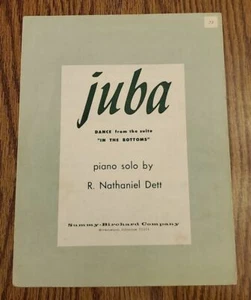 juba
DANCE from the suite
"IN THE BOTTOMS"
piano solo by
R. Nathaniel Dett
Summy-Birchard Company